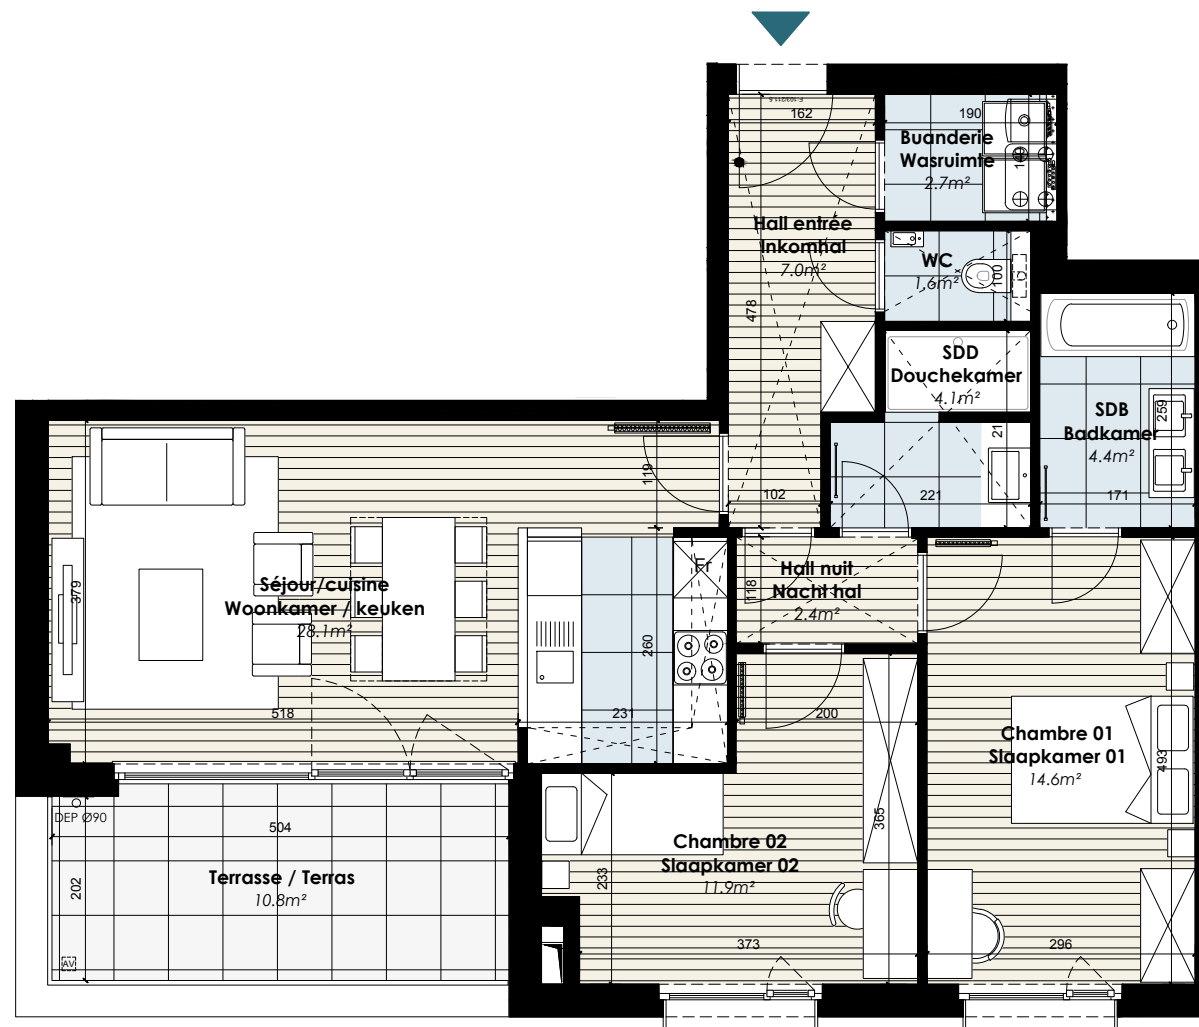 162
190
Buanderie
Wasruimte
2.7m²
Hall entrée
Inkomhal
7.0m²
WC
1.6m²
100
478
SDD
Douchekamer
4.1m²
SDB
Badkamer
4.4m²
259
21
119
102
221
171
Fr
Hall nuit
Nacht hal
2.4m²
118
379
Séjour/cuisine
Woonkamer / keuken
28.1m²
260
518
231
200
Chambre 01
Slaapkamer 01
14.6m²
493
DEP Ø90
504
365
Chambre 02
Slaapkamer 02
11.9m²
233
202
Terrasse / Terras
10.8m²
373
296
AV